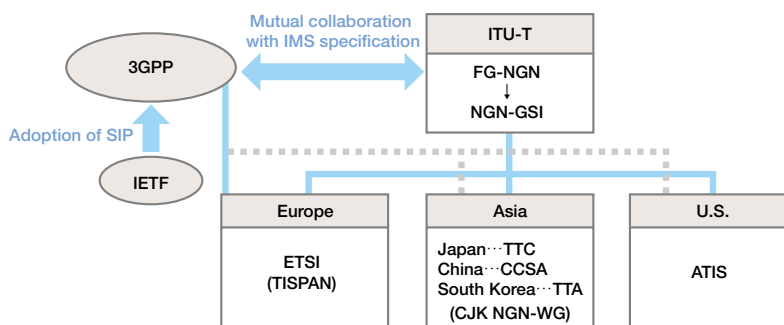 Mutual collaboration
with IMS specification
3GPP
ITU-T
FG-NGN
↓
NGN-GSI
Adoption of SIP
IETF
Europe
ETSI
(TISPAN)
Asia
Japan···TTC
China···CCSA
South Korea···TTA
(CJK NGN-WG)
U.S.
ATIS